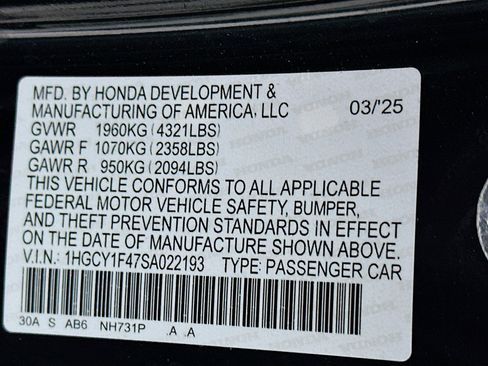 MFD. BY HONDA DEVELOPMENT &
MANUFACTURING OF AMERICA, LLC 03/'25
GVWR 1960KG (4321LBS)
GAWR F 1070KG (2358LBS)
GAWR R 950KG (2094LBS)
THIS VEHICLE CONFORMS TO ALL APPLICABLE
FEDERAL MOTOR VEHICLE SAFETY, BUMPER,
AND THEFT PREVENTION STANDARDS IN EFFECT
ON THE DATE OF MANUFACTURE SHOWN ABOVE.
V.I.N.: 1HGCY1F47SA022193 TYPE: PASSENGER CAR
30A S AB6 NH731P .A .A